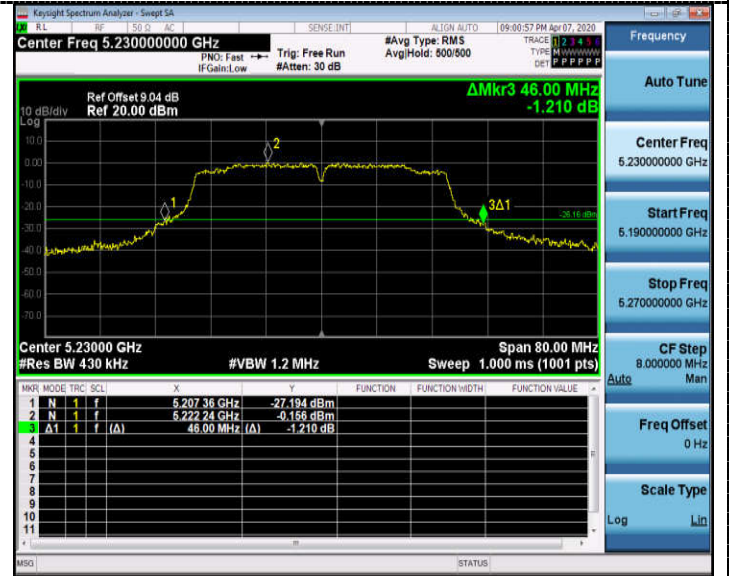 Keysight Spectrum Analyzer - Swept SA
RL RF 50 Ω AC SENSE:INT ALIGN AUTO 09:00:57 PM Apr 07, 2020
Center Freq 5.230000000 GHz #Avg Type: RMS TRACE 1 2 3 4 5 6
PNO: Fast Trig: Free Run Avg|Hold: 500/500 TYPE M WWWWW
IFGain:Low #Atten: 30 dB DET P P P P P P
ΔMkr3 46.00 MHz
-1.210 dB
Ref Offset 9.04 dB
10 dB/div Ref 20.00 dBm
Log
10.0
0.00
-10.0
-20.0
-30.0
-40.0
-50.0
-60.0
-70.0
1
2
3Δ1
-26.16 dBm
Center 5.23000 GHz Span 80.00 MHz
#Res BW 430 kHz #VBW 1.2 MHz Sweep 1.000 ms (1001 pts)
MKR MODE TRC SCL X Y FUNCTION FUNCTION WIDTH FUNCTION VALUE
1 N 1 f 5.207 36 GHz -27.194 dBm
2 N 1 f 5.222 24 GHz -0.156 dBm
3 Δ1 1 f (Δ) 46.00 MHz (Δ) -1.210 dB
4
5
6
7
8
9
10
11
MSG STATUS
Frequency
Auto Tune
Center Freq
5.230000000 GHz
Start Freq
5.190000000 GHz
Stop Freq
5.270000000 GHz
CF Step
8.000000 MHz
Auto Man
Freq Offset
0 Hz
Scale Type
Log Lin